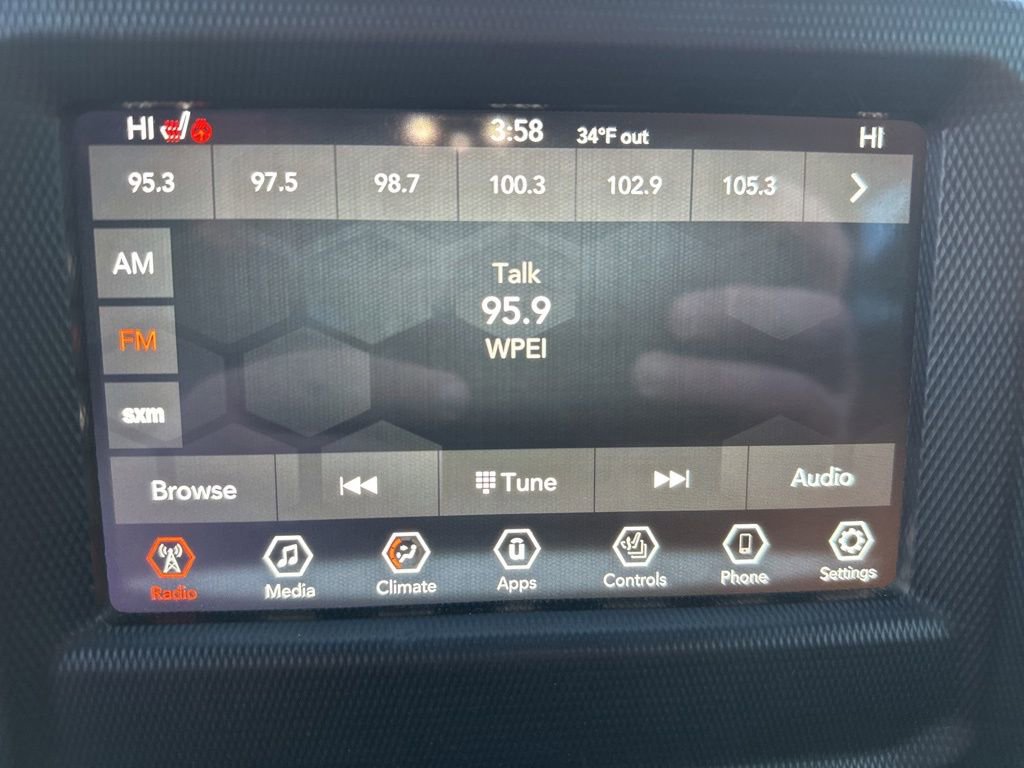 HI 3:58 34°F out HI
95.3 97.5 98.7 100.3 102.9 105.3
AM
Talk
95.9
FM
WPEI
sxm
Browse Tune Audio
Radio Media Climate Apps Controls Phone Settings